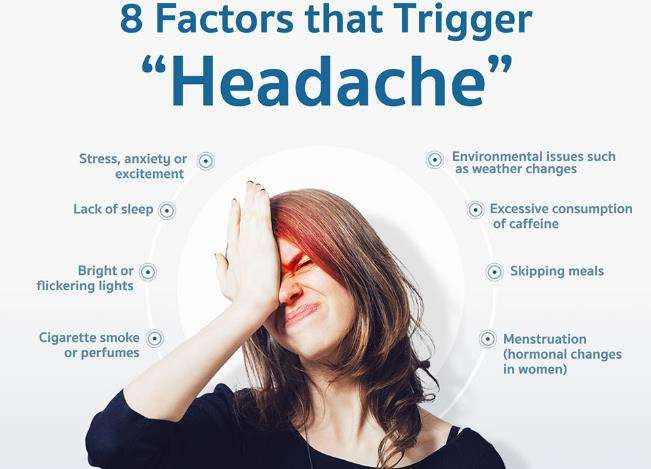 8 Factors that Trigger
“Headache”
Stress, anxiety or
excitement
Lack of sleep
Bright or
flickering lights
Cigarette smoke
or perfumes
Environmental issues such
as weather changes
Excessive consumption
of caffeine
Skipping meals
Menstruation
(hormonal changes
in women)